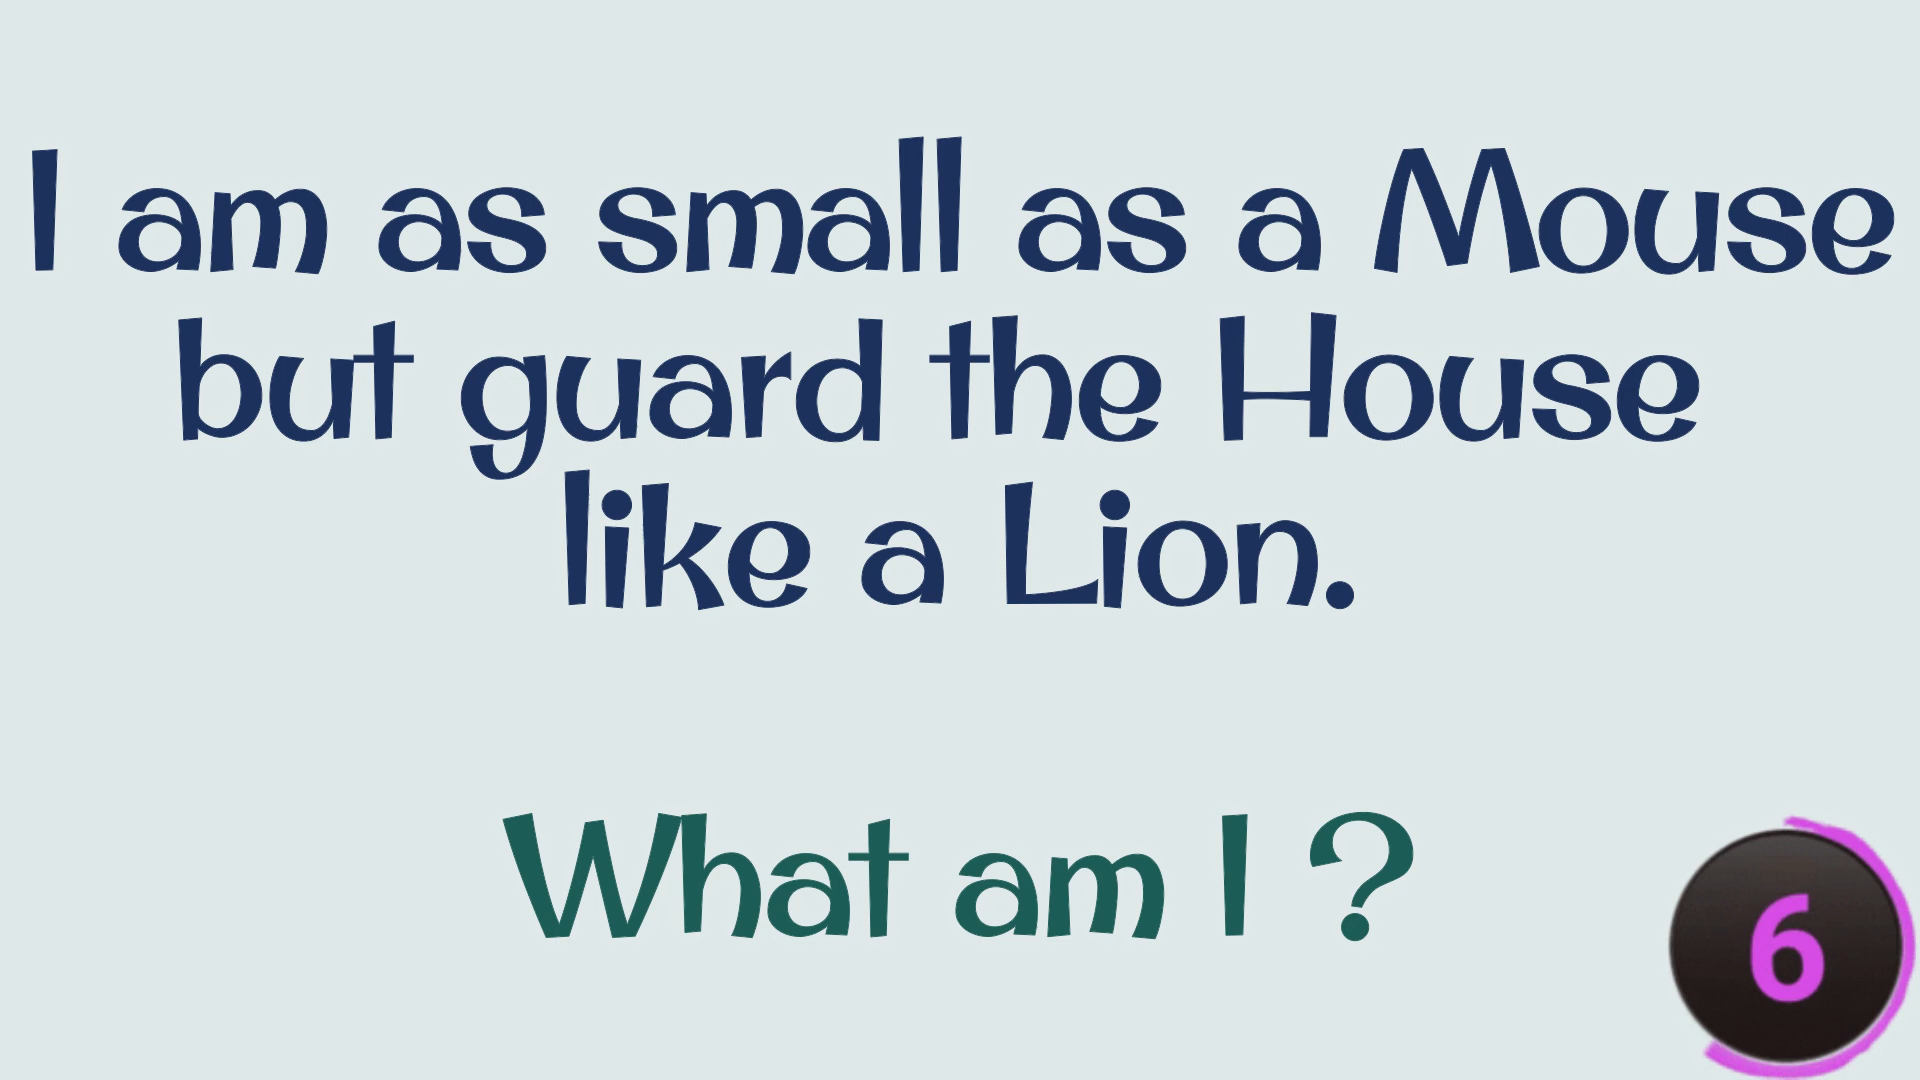 I am as small as a Mouse
but guard the House
like a Lion.
What am I ?
6